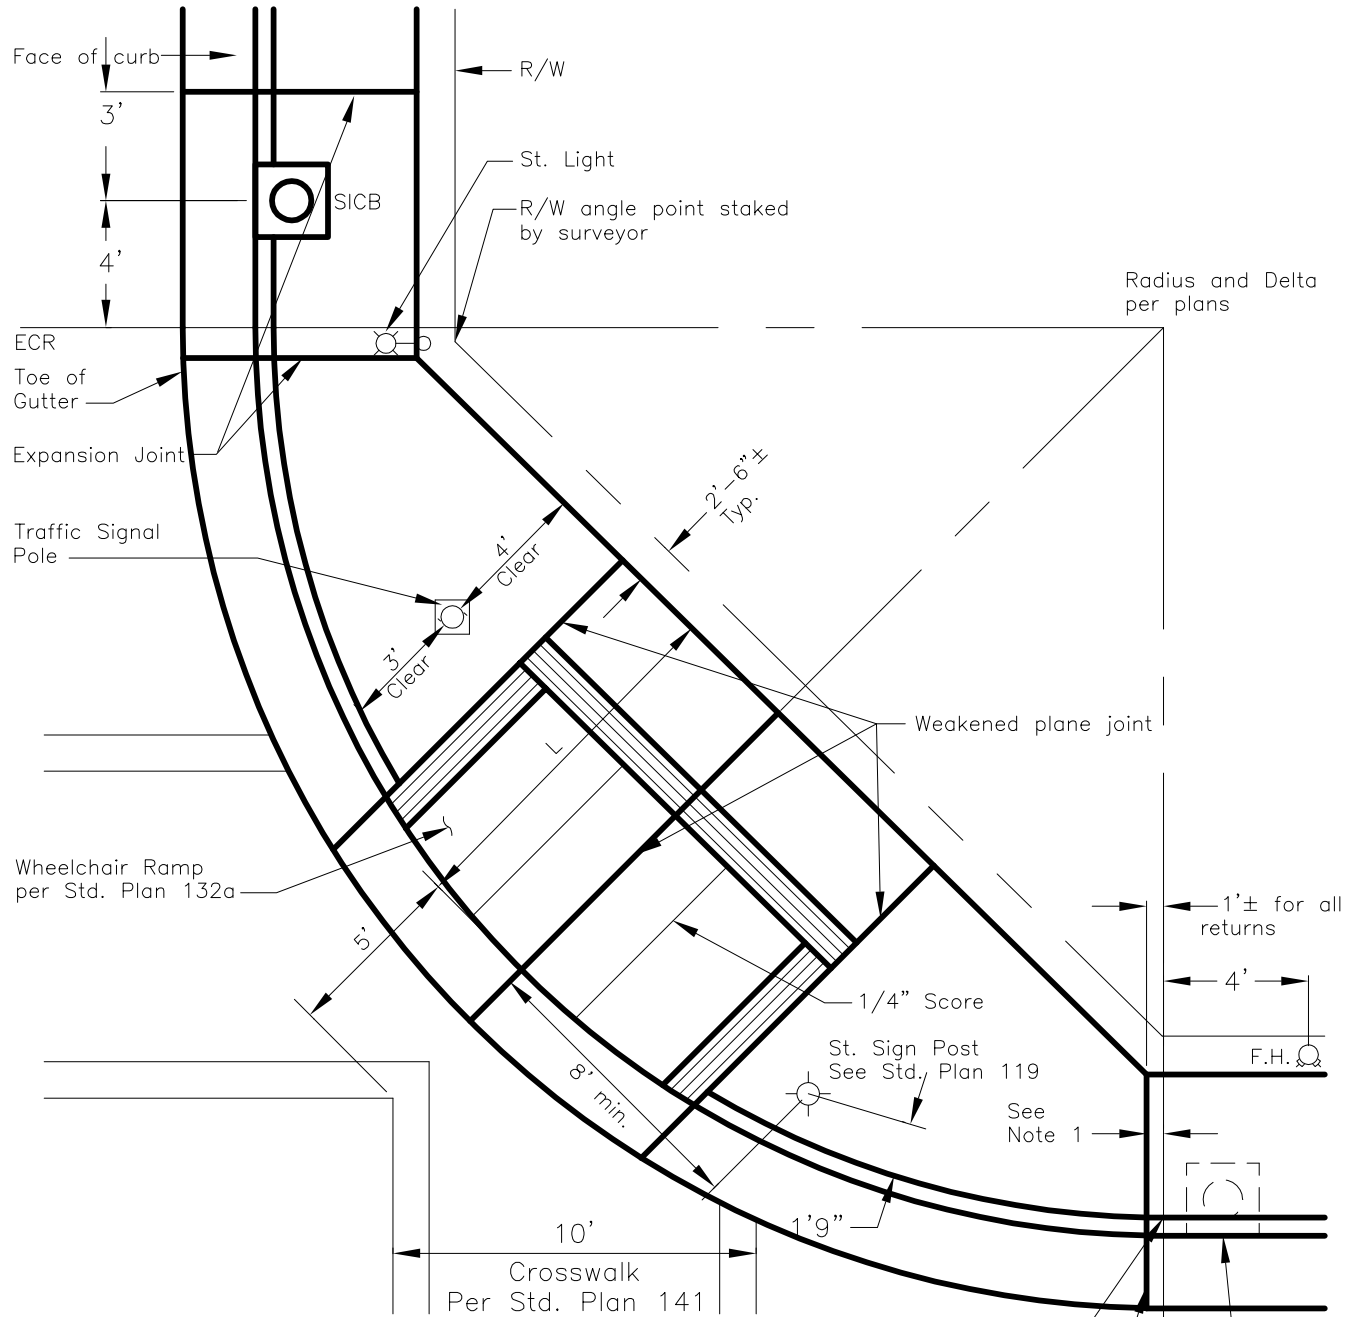 Face of curb
R/W
3'
St. Light
SICB
R/W angle point staked
by surveyor
4'
Radius and Delta
per plans
ECR
Toe of
Gutter
Expansion Joint
2'-6"±
Typ.
Traffic Signal
Pole
4'
Clear
3'
Clear
Weakened plane joint
L
Wheelchair Ramp
per Std. Plan 132a
1'± for all
returns
5'
4'
1/4" Score
St. Sign Post
See Std. Plan 119
F.H.
8' min.
See
Note 1
1'9"
10'
Crosswalk
Per Std. Plan 141